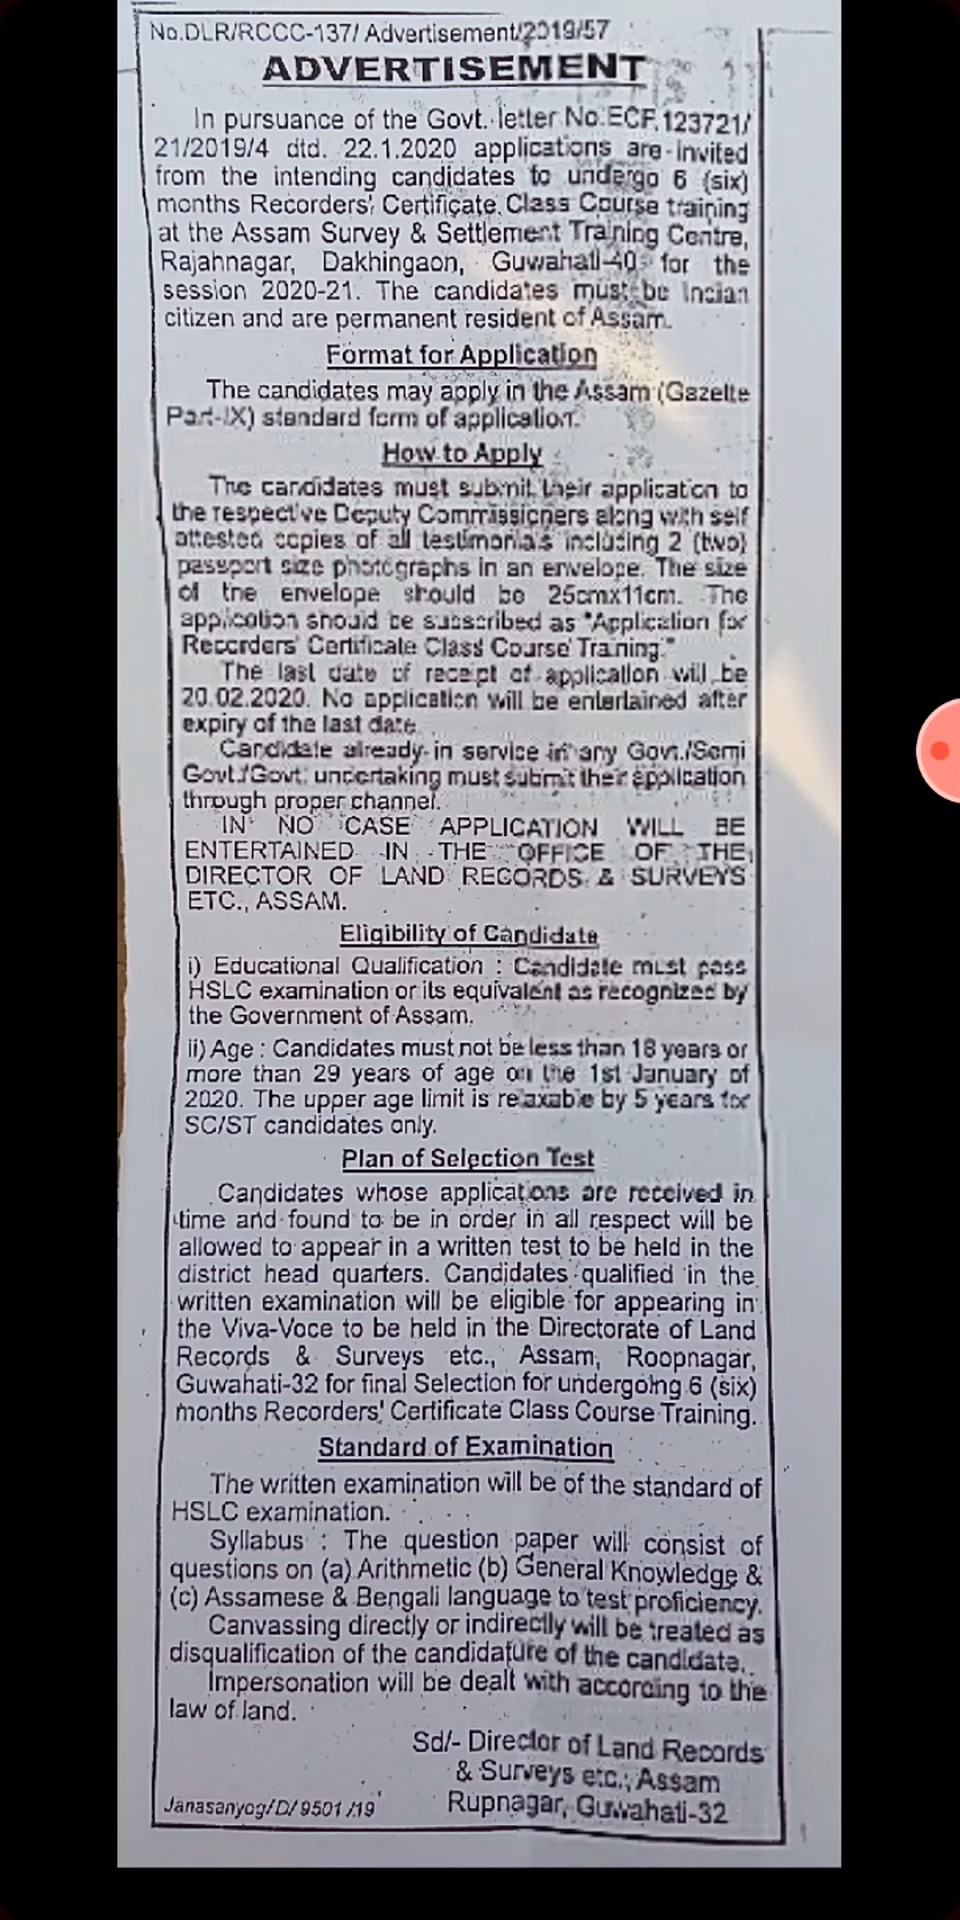 No.DLR/RCCC-137/ Advertisement/2019/57
ADVERTISEMENT
In pursuance of the Govt. letter No.ECF.123721/
21/2019/4 dtd. 22.1.2020 applications are invited
from the intending candidates to undergo 6 (six)
months Recorders' Certificate Class Course training
at the Assam Survey & Settlement Training Centre,
Rajahnagar, Dakhingaon, Guwahati-40 for the
session 2020-21. The candidates must be Indian
citizen and are permanent resident of Assam.
Format for Application
The candidates may apply in the Assam (Gazette
Part-IX) standard form of application.
How to Apply
The candidates must submit their application to
the respective Deputy Commissioners along with self
attested copies of all testimonials including 2 (two)
passport size photographs in an envelope. The size
of the envelope should be 25cmx11cm. The
application should be subscribed as "Application for
Recorders' Certificate Class Course Training."
The last date of receipt of application will be
20.02.2020. No application will be entertained after
expiry of the last date.
Candidate already in service in any Govt./Semi
Govt./Govt. undertaking must submit their application
through proper channel.
IN NO CASE APPLICATION WILL BE
ENTERTAINED IN THE OFFICE OF THE
DIRECTOR OF LAND RECORDS & SURVEYS
ETC., ASSAM.
Eligibility of Candidate
i) Educational Qualification : Candidate must pass
HSLC examination or its equivalent as recognized by
the Government of Assam.
ii) Age : Candidates must not be less than 18 years or
more than 29 years of age on the 1st January of
2020. The upper age limit is relaxable by 5 years for
SC/ST candidates only.
Plan of Selection Test
Candidates whose applications are received in
time and found to be in order in all respect will be
allowed to appear in a written test to be held in the
district head quarters. Candidates qualified in the
written examination will be eligible for appearing in
the Viva-Voce to be held in the Directorate of Land
Records & Surveys etc., Assam, Roopnagar,
Guwahati-32 for final Selection for undergoing 6 (six)
months Recorders' Certificate Class Course Training.
Standard of Examination
The written examination will be of the standard of
HSLC examination.
Syllabus : The question paper will consist of
questions on (a) Arithmetic (b) General Knowledge &
(c) Assamese & Bengali language to test proficiency.
Canvassing directly or indirectly will be treated as
disqualification of the candidature of the candidate.
Impersonation will be dealt with according to the
law of land.
Sd/- Director of Land Records
& Surveys etc., Assam
Rupnagar, Guwahati-32
Janasanyog/D/9501/19